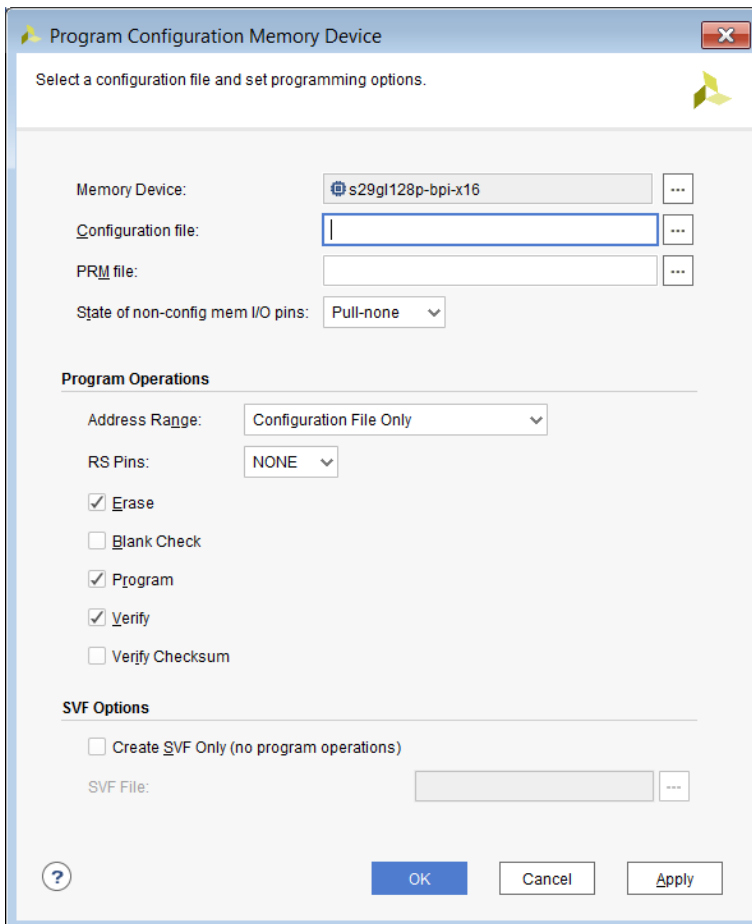 Program Configuration Memory Device
Select a configuration file and set programming options.
Memory Device: s29gl128p-bpi-x16 ...
Configuration file: ...
PRM file: ...
State of non-config mem I/O pins: Pull-none
Program Operations
Address Range: Configuration File Only
RS Pins: NONE
Erase
Blank Check
Program
Verify
Verify Checksum
SVF Options
Create SVF Only (no program operations)
SVF File: ...
? OK Cancel Apply